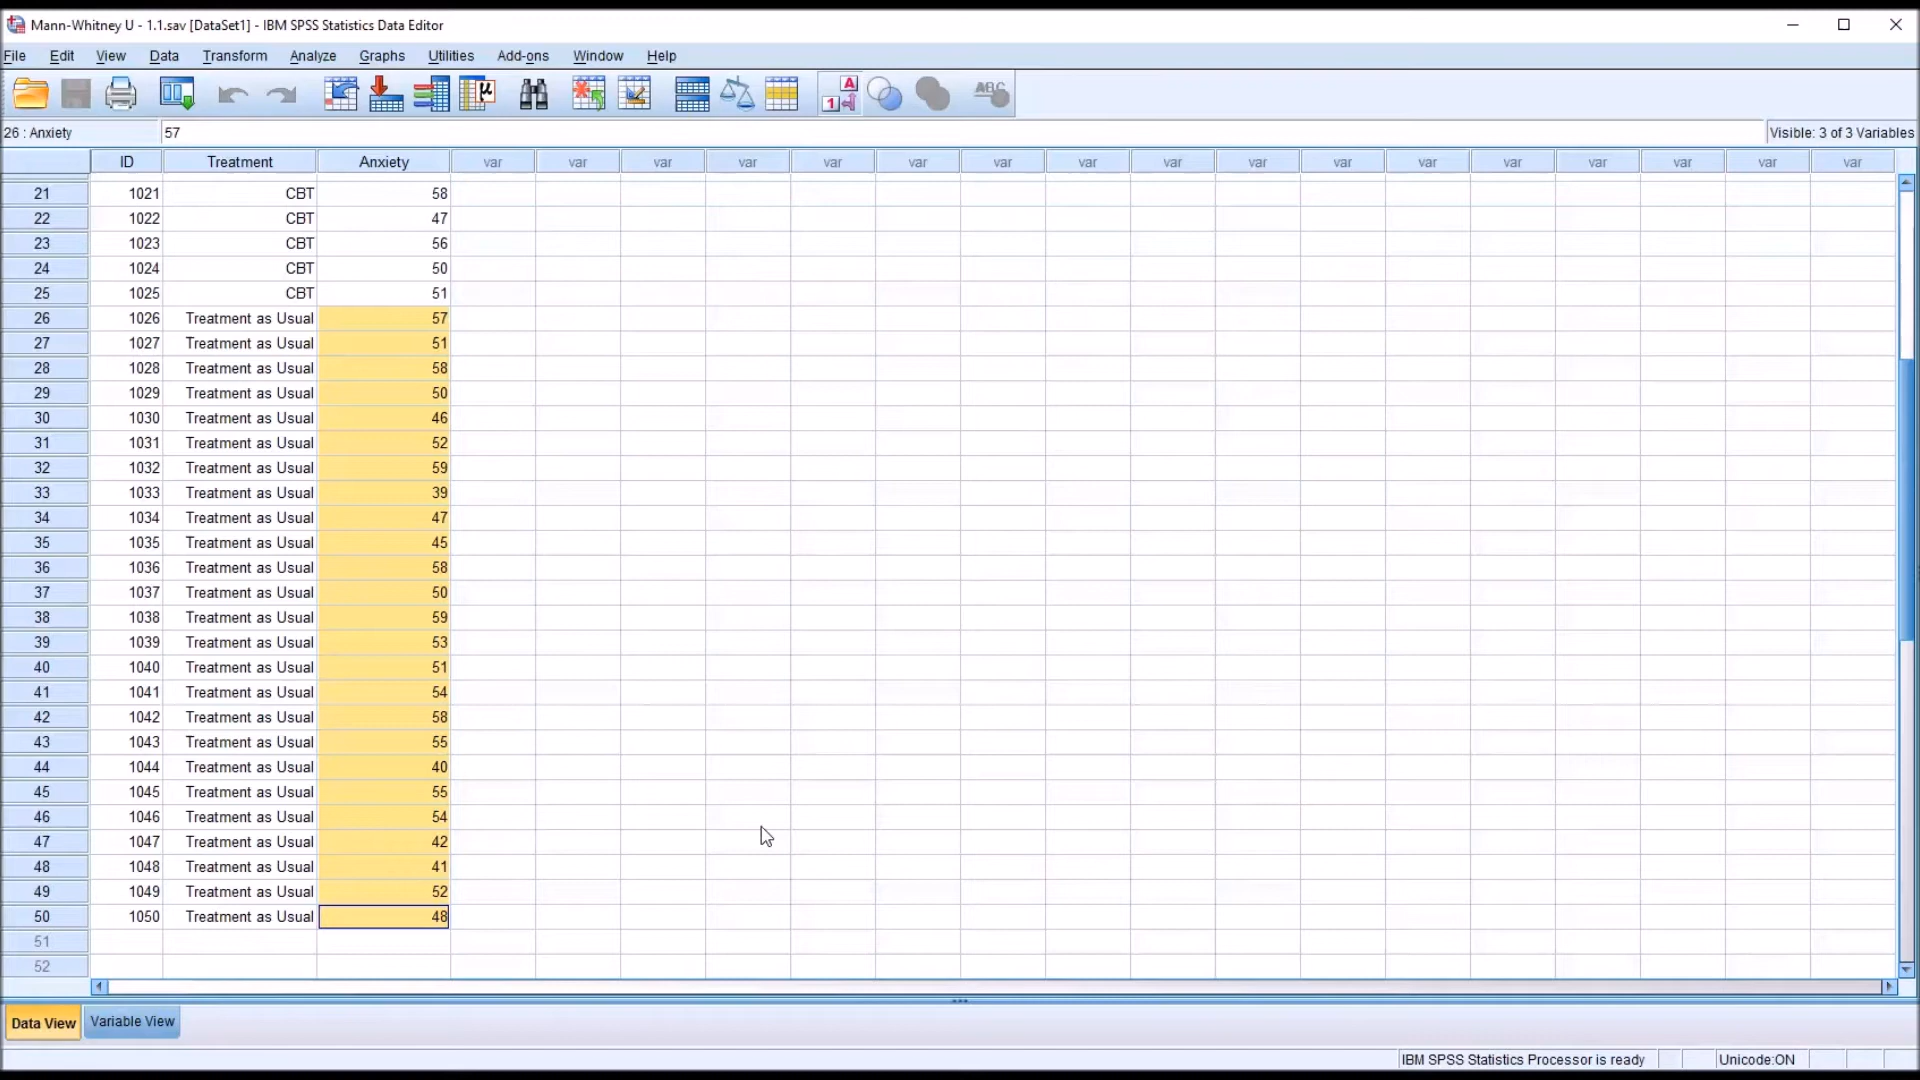 Mann-Whitney U - 1.1.sav [DataSet1] - IBM SPSS Statistics Data Editor
File Edit View Data Transform Analyze Graphs Utilities Add-ons Window Help
26 : Anxiety 57 Visible: 3 of 3 Variables
ID Treatment Anxiety var var var var var var var var var var var var var var var var var
21 1021 CBT 58
22 1022 CBT 47
23 1023 CBT 56
24 1024 CBT 50
25 1025 CBT 51
26 1026 Treatment as Usual 57
27 1027 Treatment as Usual 51
28 1028 Treatment as Usual 58
29 1029 Treatment as Usual 50
30 1030 Treatment as Usual 46
31 1031 Treatment as Usual 52
32 1032 Treatment as Usual 59
33 1033 Treatment as Usual 39
34 1034 Treatment as Usual 47
35 1035 Treatment as Usual 45
36 1036 Treatment as Usual 58
37 1037 Treatment as Usual 50
38 1038 Treatment as Usual 59
39 1039 Treatment as Usual 53
40 1040 Treatment as Usual 51
41 1041 Treatment as Usual 54
42 1042 Treatment as Usual 58
43 1043 Treatment as Usual 55
44 1044 Treatment as Usual 40
45 1045 Treatment as Usual 55
46 1046 Treatment as Usual 54
47 1047 Treatment as Usual 42
48 1048 Treatment as Usual 41
49 1049 Treatment as Usual 52
50 1050 Treatment as Usual 48
51
52
Data View Variable View
IBM SPSS Statistics Processor is ready Unicode:ON